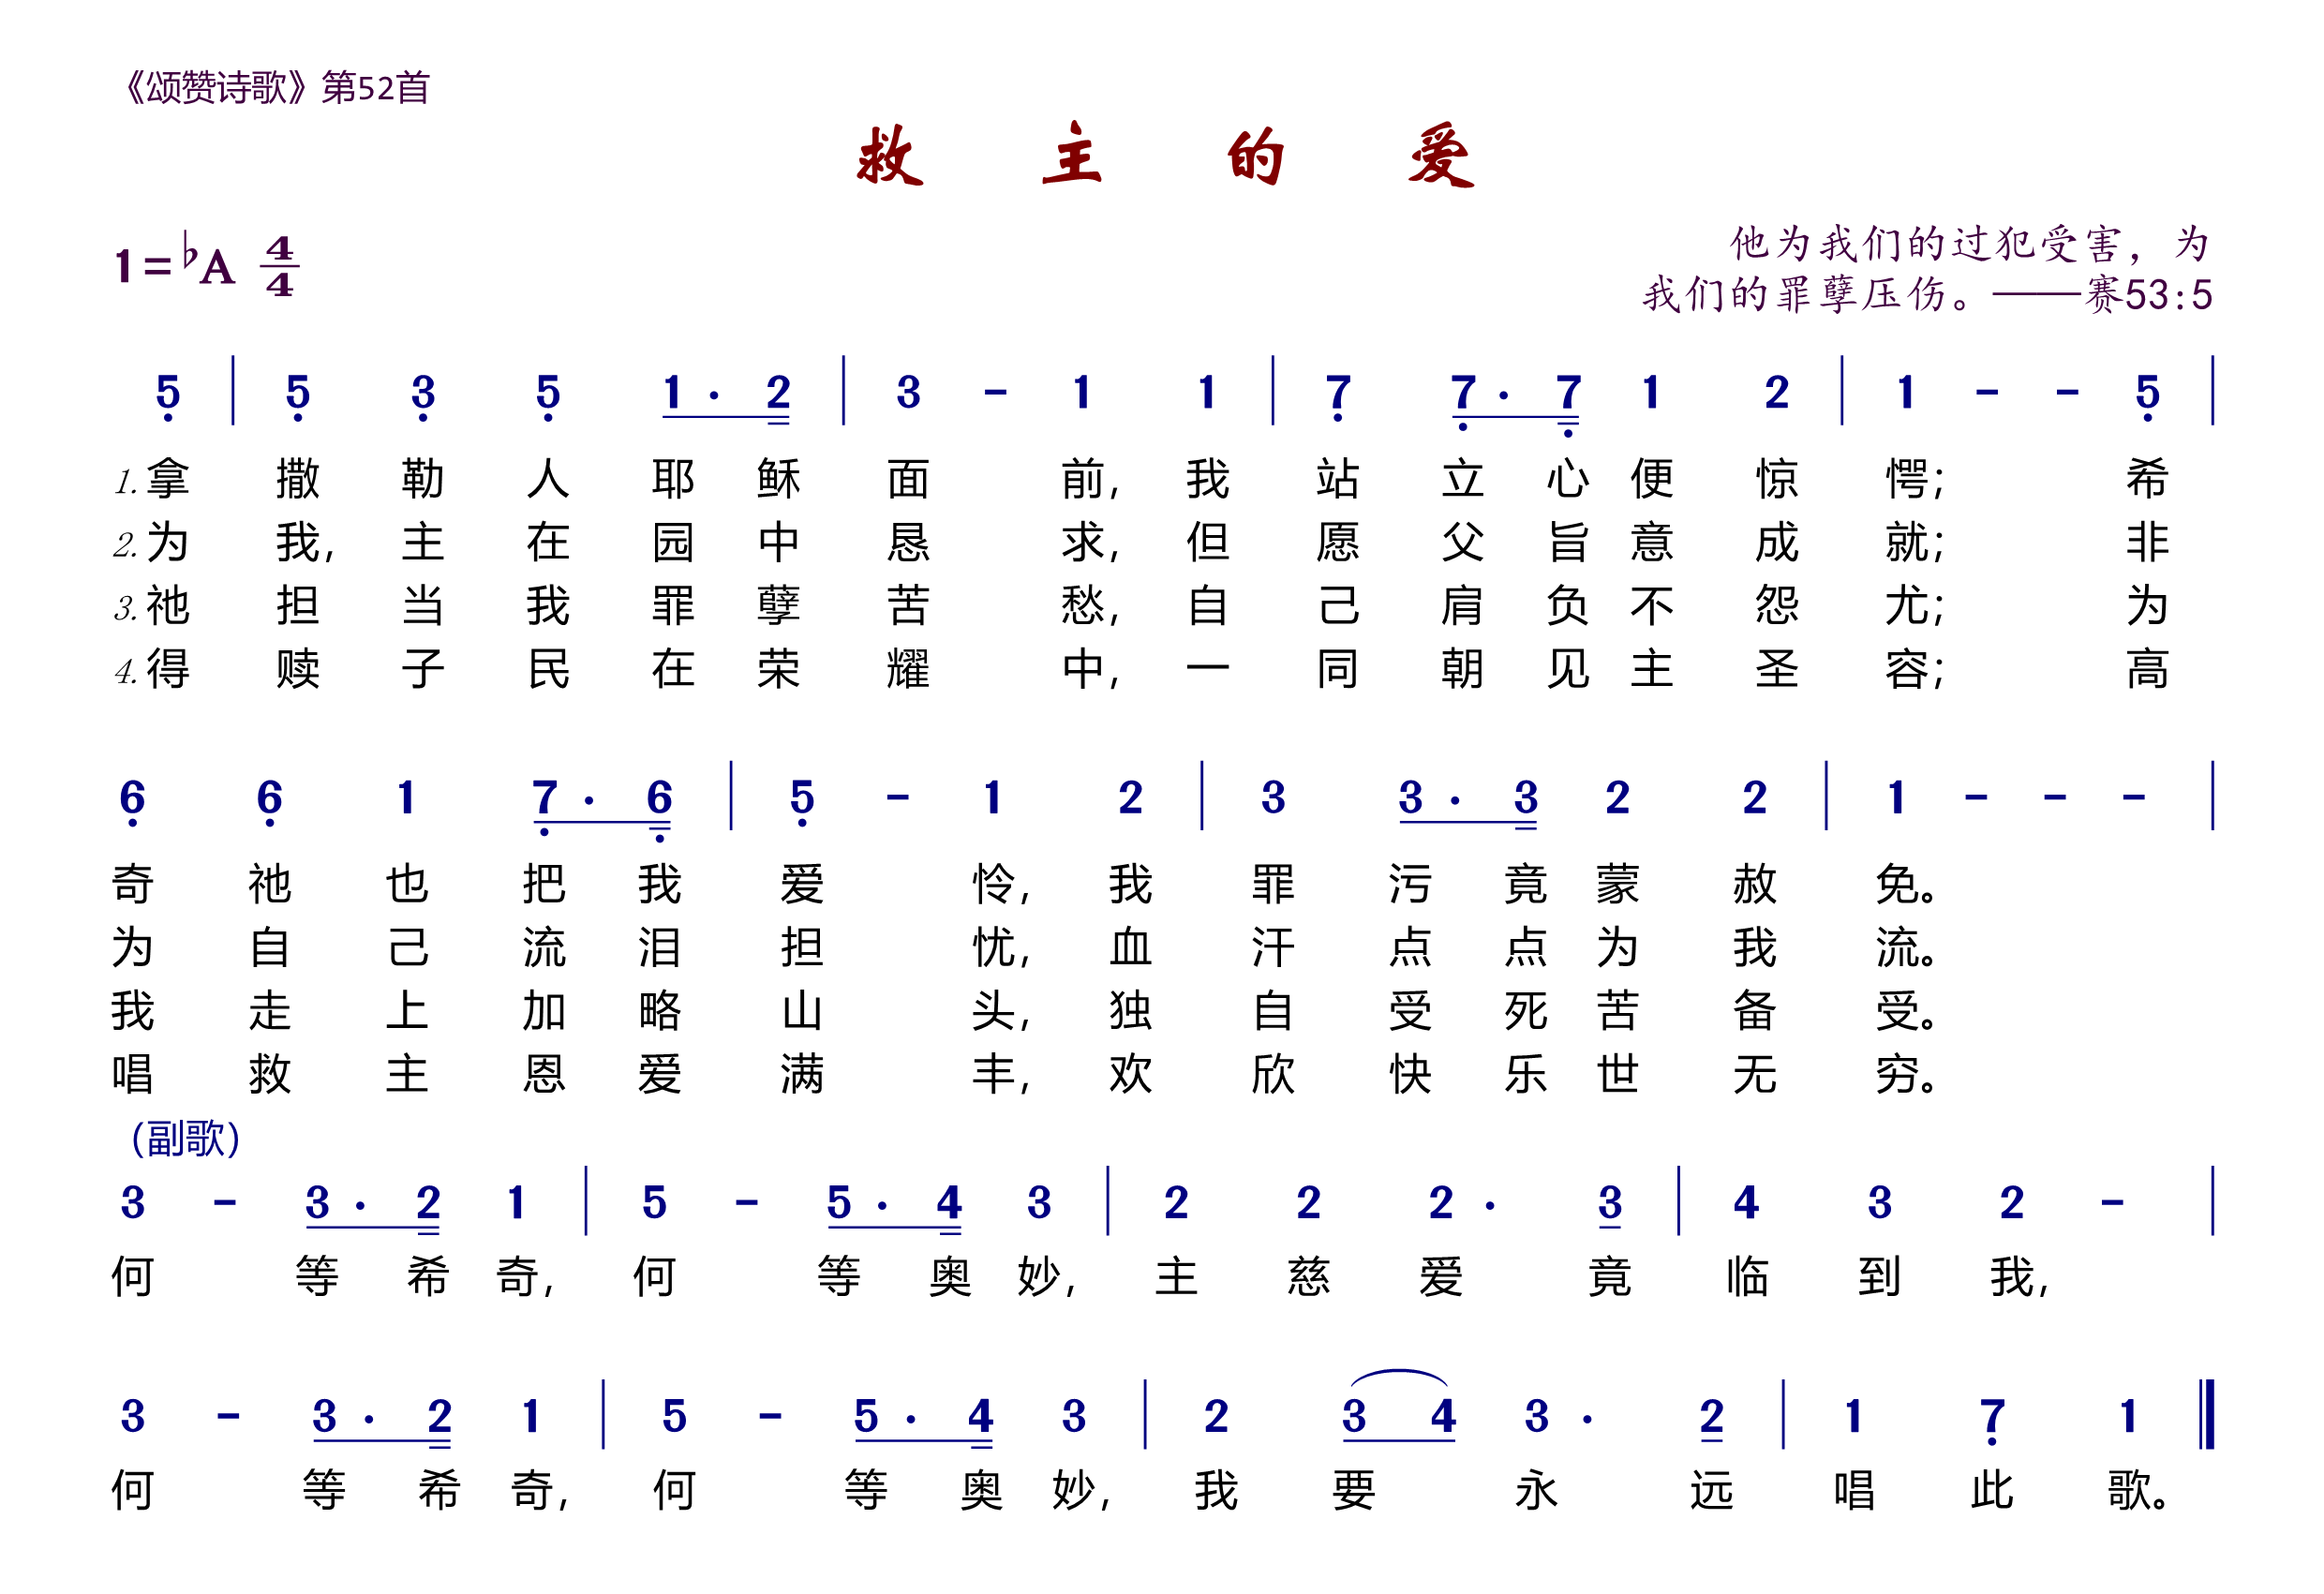 《颂赞诗歌》第52首
救主的爱
1=♭A 4/4
他为我们的过犯受害，为
我们的罪孽压伤。——赛53:5
5̣ | 5̣ 3̣ 5̣ 1·2 | 3 - 1 1 | 7̣ 7̣·7̣ 1 2 | 1 - - 5̣ |
1.拿撒勒人耶稣面前，我站立心便惊愕；希
2.为我，主在园中恳求，但愿父旨意成就；非
3.祂担当我罪孽苦愁，自己肩负不怨尤；为
4.得赎子民在荣耀中，一同朝见主圣容；高
6̣ 6̣ 1 7̣·6̣ | 5̣ - 1 2 | 3 3·3 2 2 | 1 - - - |
奇祂也把我爱怜，我罪污竟蒙赦免。
为自己流泪担忧，血汗点点为我流。
我走上加略山头，独自受死苦备受。
唱救主恩爱满丰，欢欣快乐世无穷。
（副歌）
3 - 3·2 1 | 5 - 5·4 3 | 2 2 2· 3 | 4 3 2 - |
何等希奇，何等奥妙，主慈爱竟临到我，
3 - 3·2 1 | 5 - 5·4 3 | 2 3 4 3· 2 | 1 7̣ 1 ‖
何等希奇，何等奥妙，我要永远唱此歌。